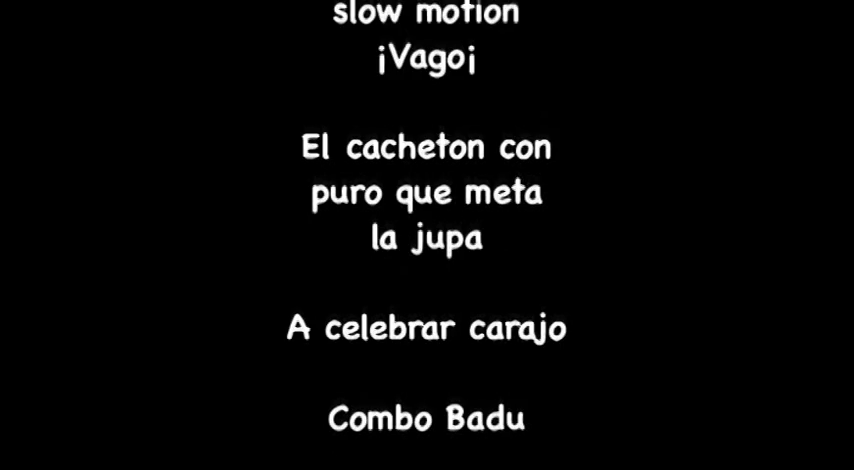 slow motion
¡Vago¡
El cacheton con
puro que meta
la jupa
A celebrar carajo
Combo Badu